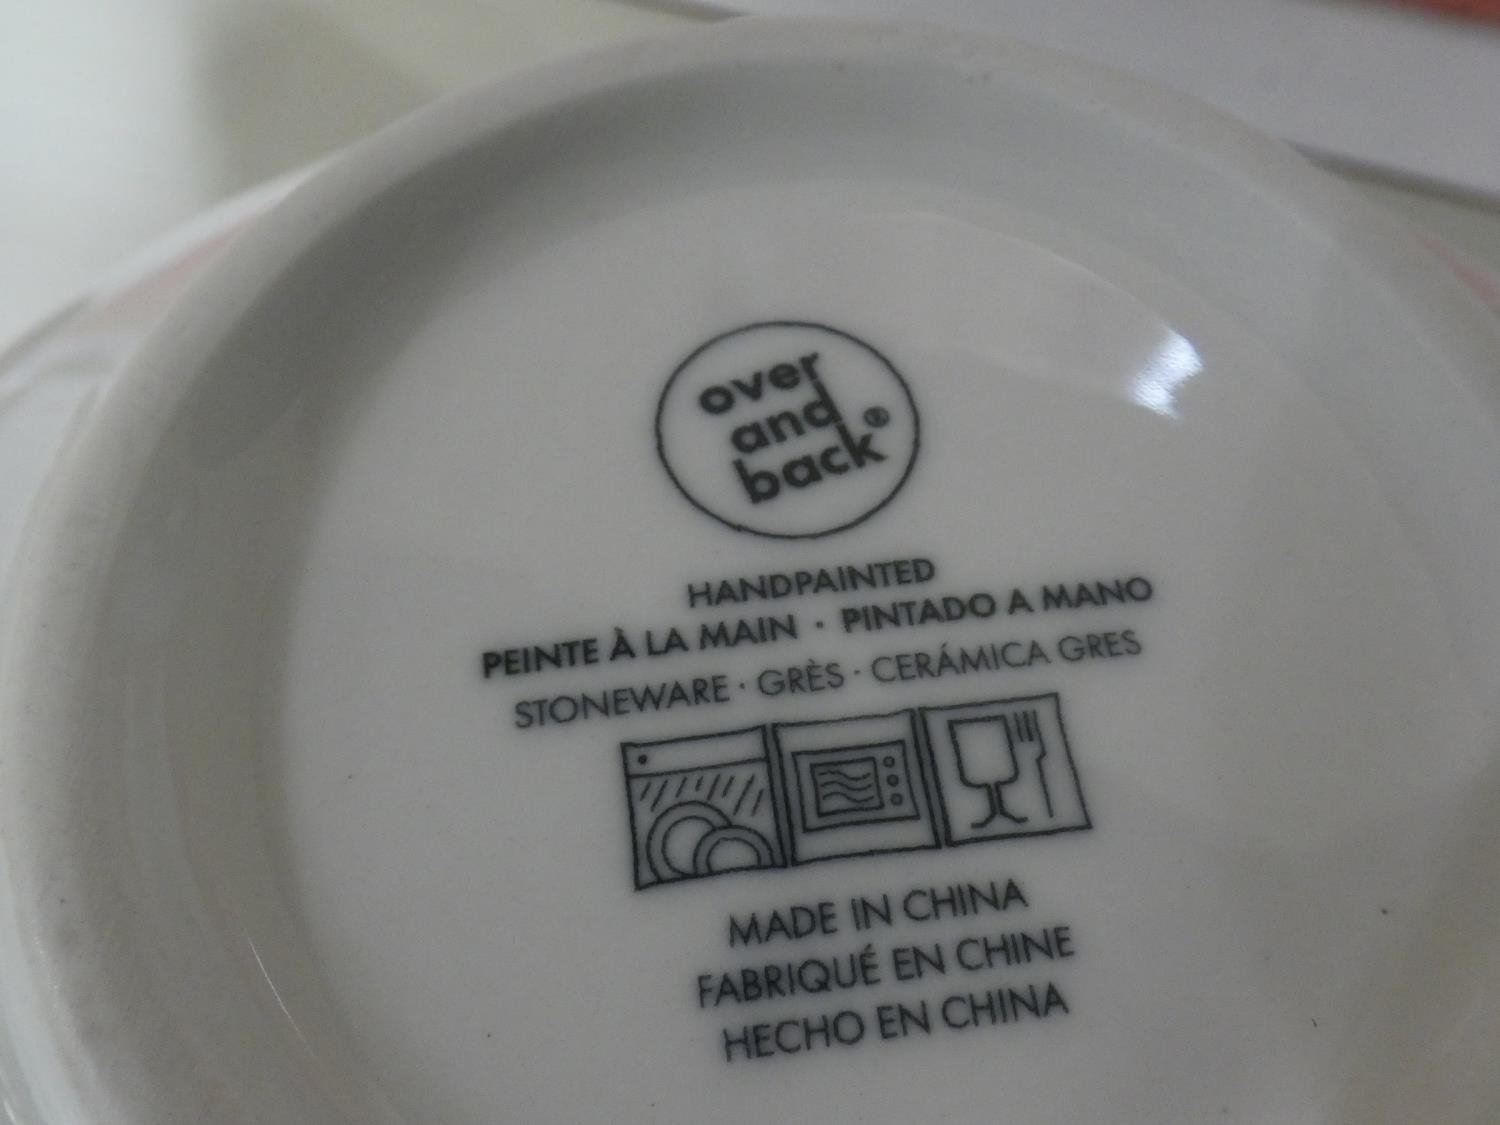 over
and
back®
HANDPAINTED
PEINTE À LA MAIN · PINTADO A MANO
STONEWARE · GRÈS · CERÁMICA GRES
MADE IN CHINA
FABRIQUÉ EN CHINE
HECHO EN CHINA